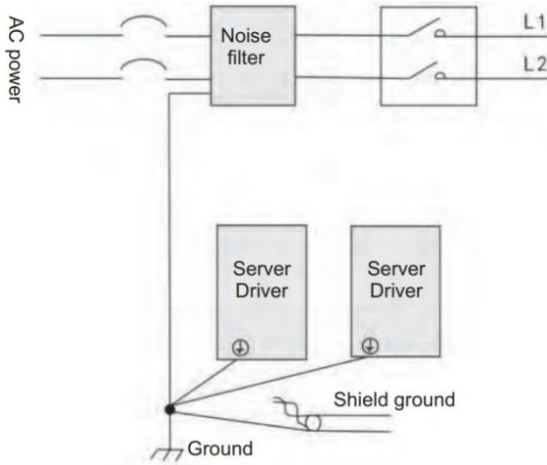 AC power
Noise
filter
L1
L2
Server
Driver
Server
Driver
Shield ground
Ground